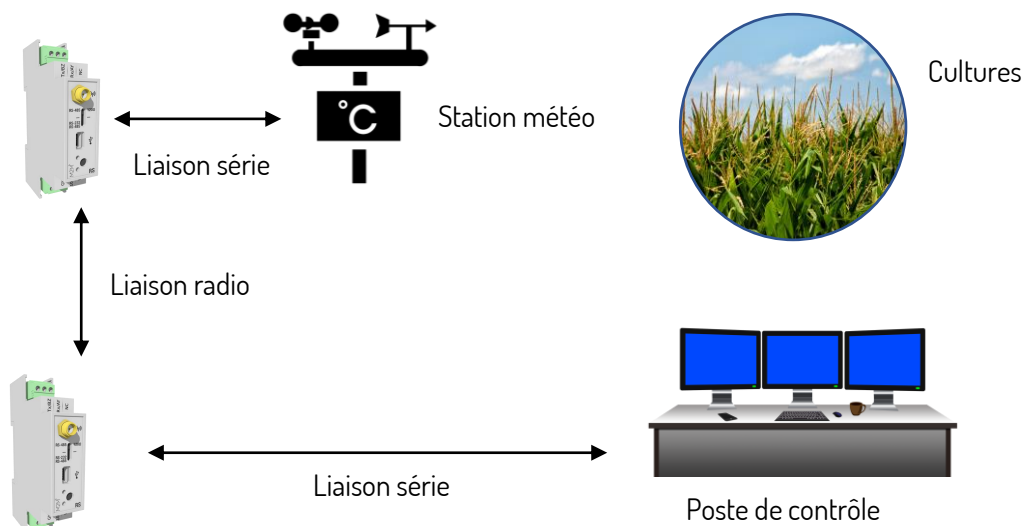 Cultures
°C
Station météo
Liaison série
Liaison radio
Liaison série
Poste de contrôle